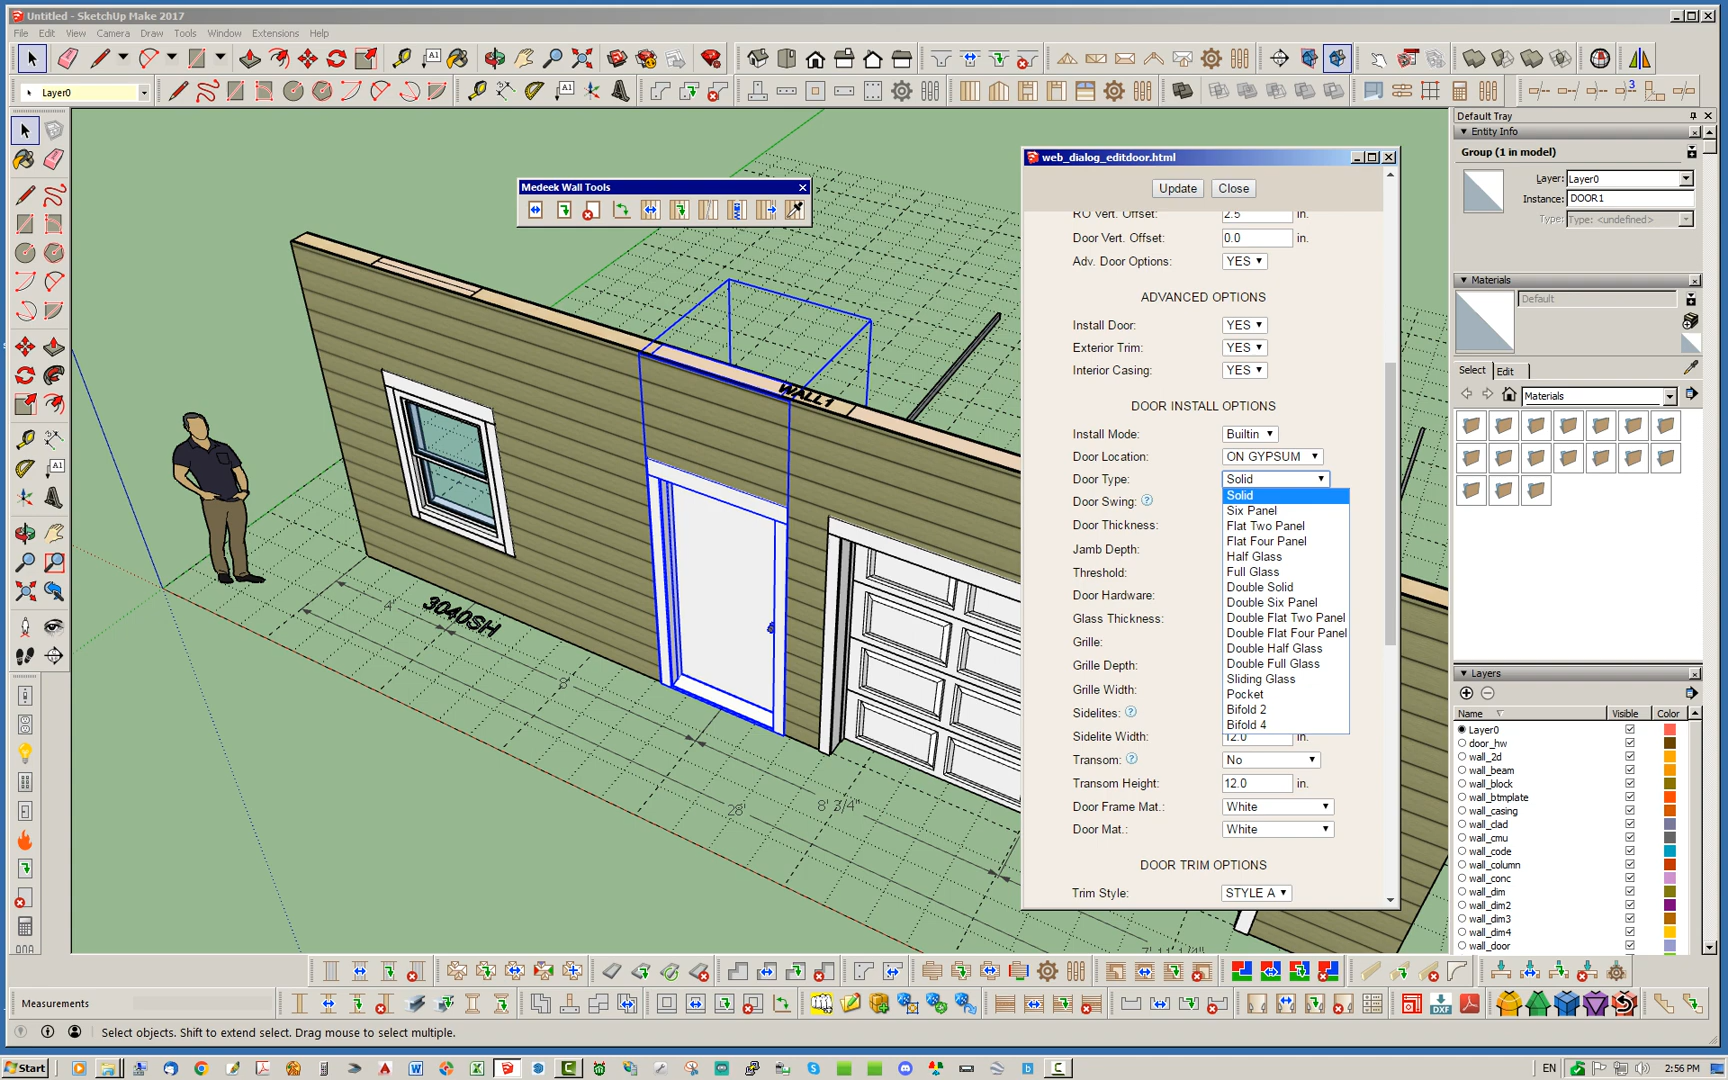 Untitled - SketchUp Make 2017
File Edit View Camera Draw Tools Window Extensions Help
Layer0
Medeek Wall Tools
WALL1
3040SH
4'
8'
28'
8' 3/4"
7' 11 1/4"
web_dialog_editdoor.html
Update Close
RO Vert. Offset: 2.5 in.
Door Vert. Offset: 0.0 in.
Adv. Door Options: YES
ADVANCED OPTIONS
Install Door: YES
Exterior Trim: YES
Interior Casing: YES
DOOR INSTALL OPTIONS
Install Mode: Builtin
Door Location: ON GYPSUM
Door Type: Solid
Door Swing:
Door Thickness:
Jamb Depth:
Threshold:
Door Hardware:
Glass Thickness:
Grille:
Grille Depth:
Grille Width:
Sidelites:
Solid
Six Panel
Flat Two Panel
Flat Four Panel
Half Glass
Full Glass
Double Solid
Double Six Panel
Double Flat Two Panel
Double Flat Four Panel
Double Half Glass
Double Full Glass
Sliding Glass
Pocket
Bifold 2
Bifold 4
Sidelite Width: 12.0 in.
Transom: No
Transom Height: 12.0 in.
Door Frame Mat.: White
Door Mat.: White
DOOR TRIM OPTIONS
Trim Style: STYLE A
Default Tray
Entity Info
Group (1 in model)
Layer: Layer0
Instance: DOOR1
Type: Type: <undefined>
Materials
Default
Select Edit
Materials
Layers
Name Visible Color
Layer0
door_hw
wall_2d
wall_beam
wall_block
wall_btmplate
wall_casing
wall_clad
wall_cmu
wall_code
wall_column
wall_conc
wall_dim
wall_dim2
wall_dim3
wall_dim4
wall_door
Measurements
Select objects. Shift to extend select. Drag mouse to select multiple.
DXF
Start
EN
2:56 PM